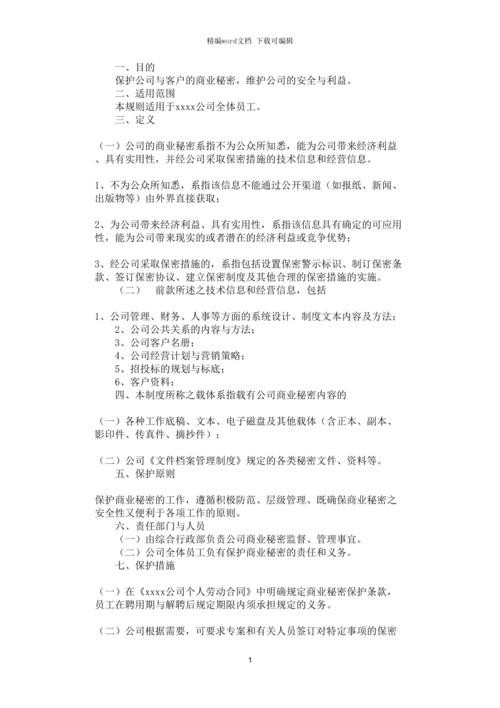 精编word文档 下载可编辑
一、目的
保护公司与客户的商业秘密，维护公司的安全与利益。
二、适用范围
本规则适用于xxxx公司全体员工。
三、定义
（一）公司的商业秘密系指不为公众所知悉，能为公司带来经济利益
、具有实用性，并经公司采取保密措施的技术信息和经营信息。
1、不为公众所知悉，系指该信息不能通过公开渠道（如报纸、新闻、
出版物等）由外界直接获取；
2、为公司带来经济利益、具有实用性，系指该信息具有确定的可应用
性，能为公司带来现实的或者潜在的经济利益或竞争优势；
3、经公司采取保密措施的，系指包括设置保密警示标识、制订保密条
款、签订保密协议、建立保密制度及其他合理的保密措施的实施。
（二） 前款所述之技术信息和经营信息，包括
1、公司管理、财务、人事等方面的系统设计、制度文本内容及方法；
2、公司公共关系的内容与方法；
3、公司客户名册；
4、公司经营计划与营销策略；
5、招投标的规划与标底；
6、客户资料；
四、本制度所称之载体系指载有公司商业秘密内容的
（一）各种工作底稿、文本、电子磁盘及其他载体（含正本、副本、
影印件、传真件、摘抄件）；
（二）公司《文件档案管理制度》规定的各类秘密文件、资料等。
五、保护原则
保护商业秘密的工作，遵循积极防范、层级管理、既确保商业秘密之
安全性又便利于各项工作的原则。
六、责任部门与人员
（一）由综合行政部负责公司商业秘密监督、管理事宜。
（二）公司全体员工负有保护商业秘密的责任和义务。
七、保护措施
（一）在《xxxx公司个人劳动合同》中明确规定商业秘密保护条款，
员工在聘用期与解聘后规定期限内须承担规定的义务。
（二）公司根据需要，可要求专案和有关人员签订对特定事项的保密
1